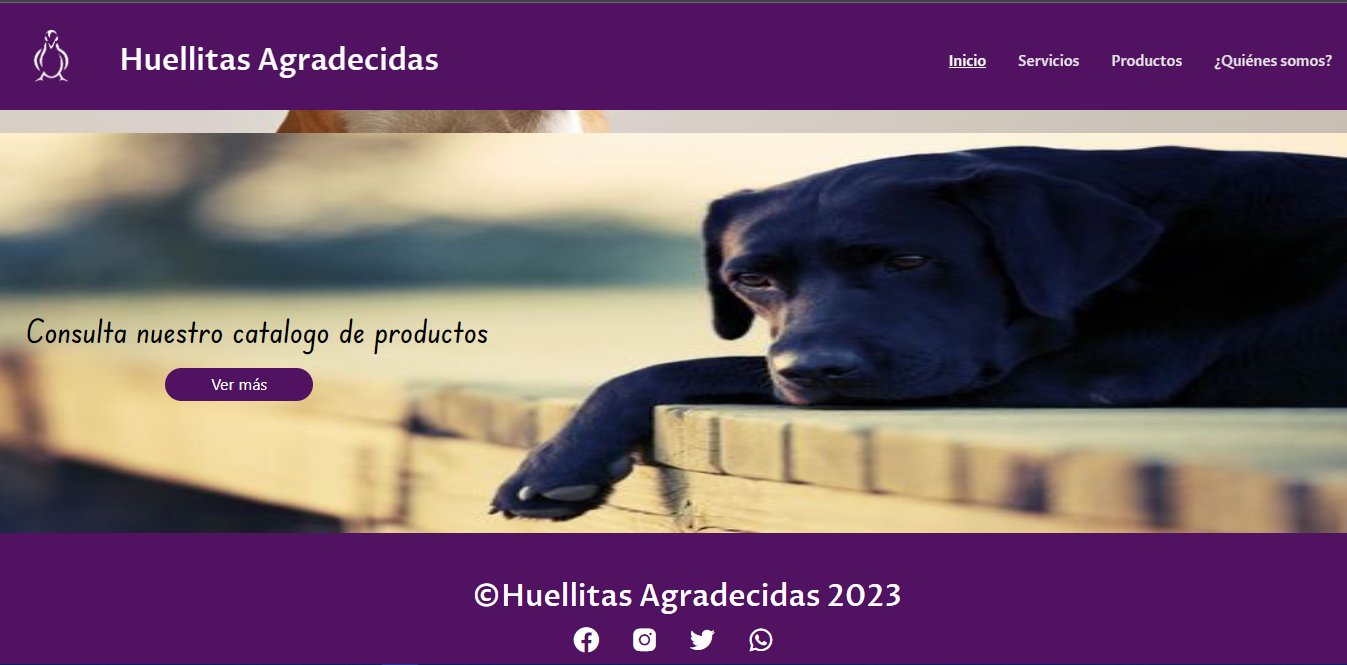 Huellitas Agradecidas
Inicio Servicios Productos ¿Quiénes somos?
Consulta nuestro catalogo de productos
Ver más
©Huellitas Agradecidas 2023